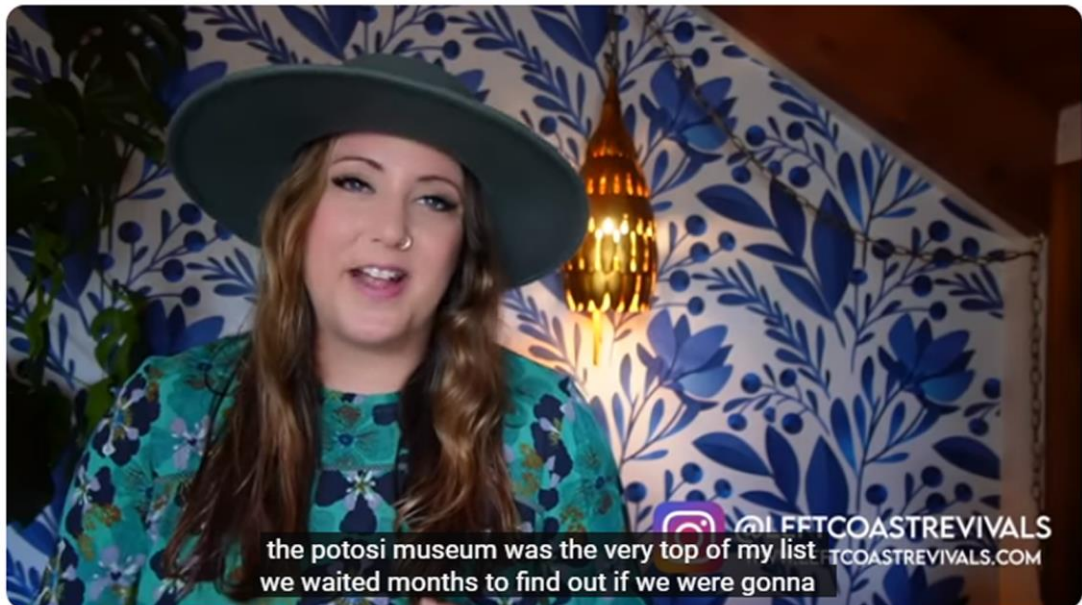 @LEFTCOASTREVIVALS
LEFTCOASTREVIVALS.COM
the potosi museum was the very top of my list
we waited months to find out if we were gonna